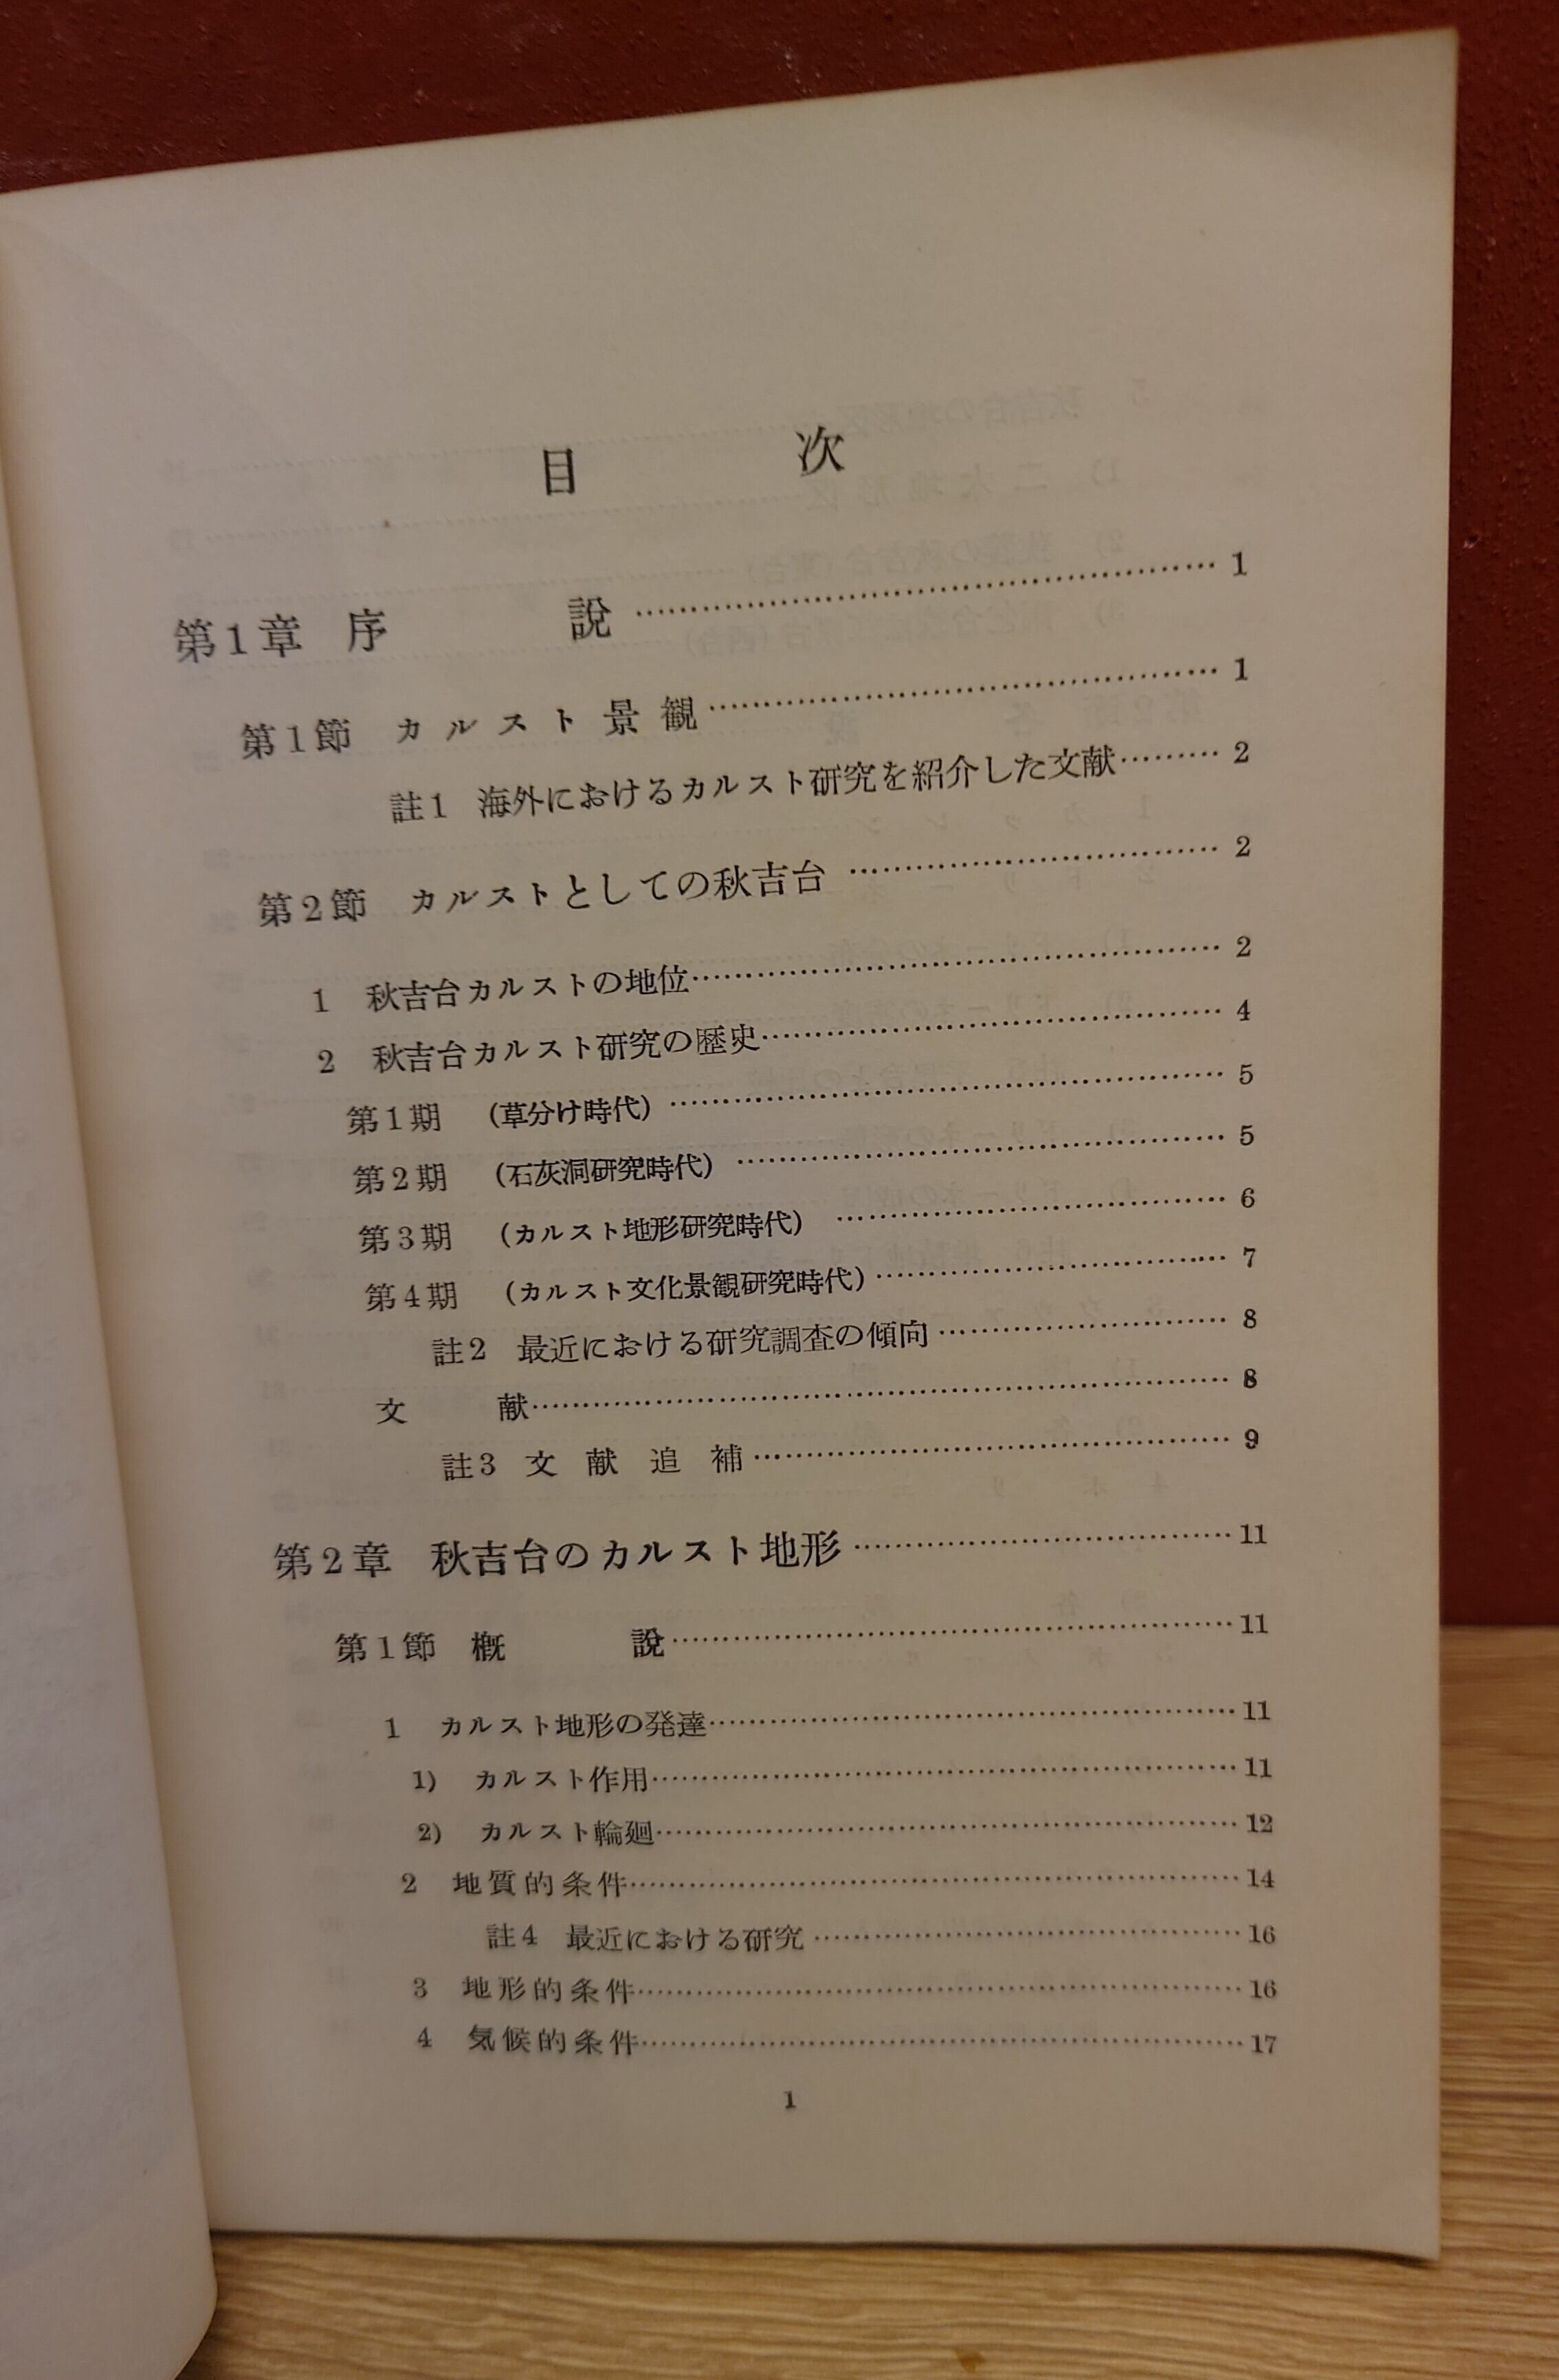 目次
第1章 序説……………………………………1
第1節 カルスト景観……………………………………1
註1 海外におけるカルスト研究を紹介した文献………2
第2節 カルストとしての秋吉台……………………………2
1 秋吉台カルストの地位……………………………………2
2 秋吉台カルスト研究の歴史………………………………4
第1期 (草分け時代)……………………………………5
第2期 (石灰洞研究時代)………………………………5
第3期 (カルスト地形研究時代)…………………………6
第4期 (カルスト文化景観研究時代)……………………7
註2 最近における研究調査の傾向………………………8
文献……………………………………………………8
註3 文献追補……………………………………9
第2章 秋吉台のカルスト地形……………………………11
第1節 概説……………………………………11
1 カルスト地形の発達……………………………………11
1) カルスト作用……………………………………11
2) カルスト輪廻……………………………………12
2 地質的条件……………………………………14
註4 最近における研究……………………………16
3 地形的条件……………………………………16
4 気候的条件……………………………………17
1